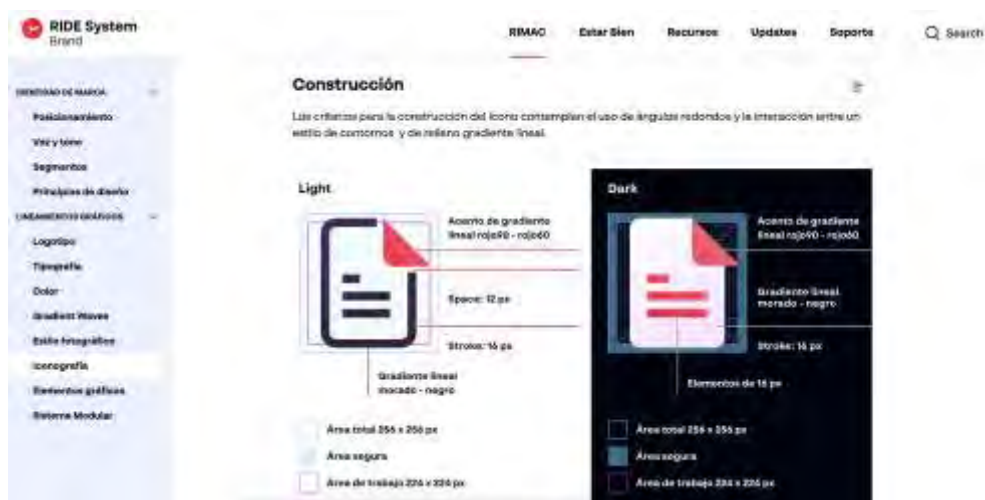 RIDE System
Brand
RIMAC Estar Bien Recursos Updates Soporte Search
IDENTIDAD DE MARCA
Posicionamiento
Voz y tono
Segmentos
Principios de diseño
LINEAMIENTOS GRÁFICOS
Logotipo
Tipografía
Color
Gradient Waves
Estilo fotográfico
Iconografía
Elementos gráficos
Sistema Modular
Construcción
Los criterios para la construcción del ícono contemplan el uso de ángulos redondos y la interacción entre un
estilo de contornos y de relleno gradiente lineal.
Light
Acento de gradiente
lineal rojo90 - rojo60
Space: 12 px
Stroke: 16 px
Gradiente lineal
morado - negro
Área total 256 x 256 px
Área segura
Área de trabajo 224 x 224 px
Dark
Acento de gradiente
lineal rojo90 - rojo60
Gradiente lineal
morado - negro
Stroke: 16 px
Elementos de 16 px
Área total 256 x 256 px
Área segura
Área de trabajo 224 x 224 px